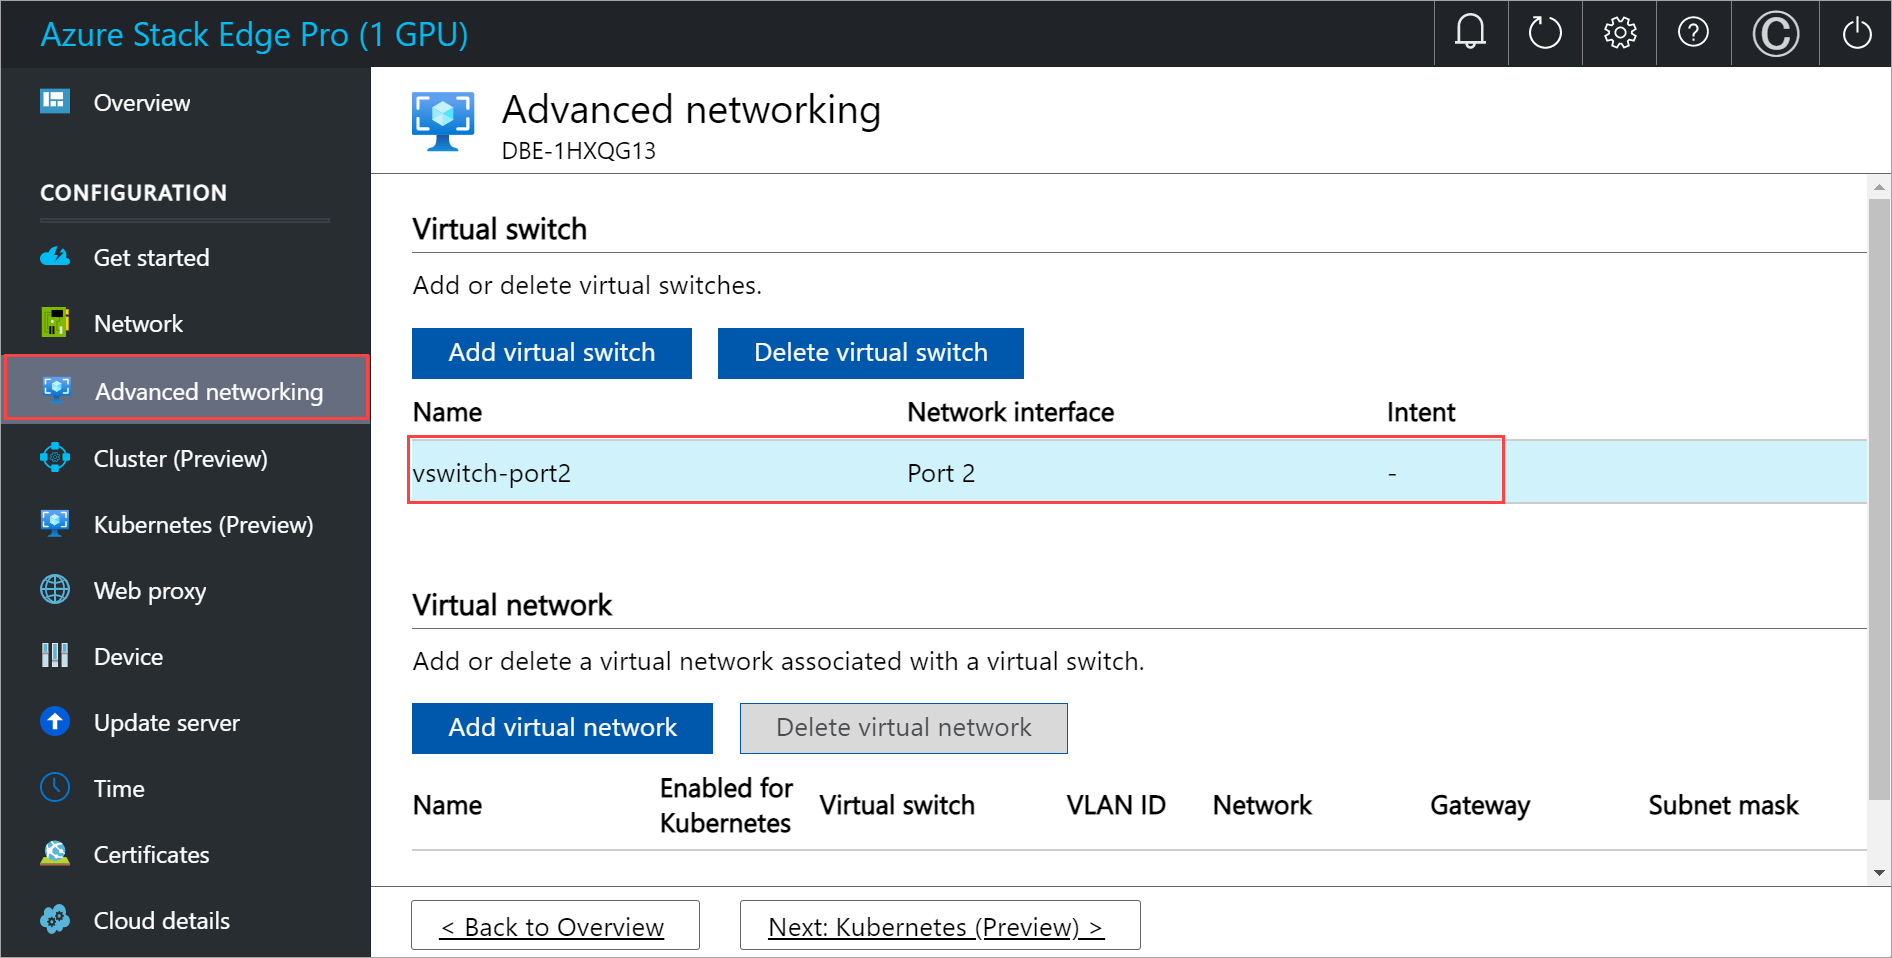 Azure Stack Edge Pro (1 GPU)
Overview
CONFIGURATION
Get started
Network
Advanced networking
Cluster (Preview)
Kubernetes (Preview)
Web proxy
Device
Update server
Time
Certificates
Cloud details
Advanced networking
DBE-1HXQG13
Virtual switch
Add or delete virtual switches.
Add virtual switch Delete virtual switch
Name Network interface Intent
vswitch-port2 Port 2 -
Virtual network
Add or delete a virtual network associated with a virtual switch.
Add virtual network Delete virtual network
Name Enabled for Kubernetes Virtual switch VLAN ID Network Gateway Subnet mask
< Back to Overview Next: Kubernetes (Preview) >